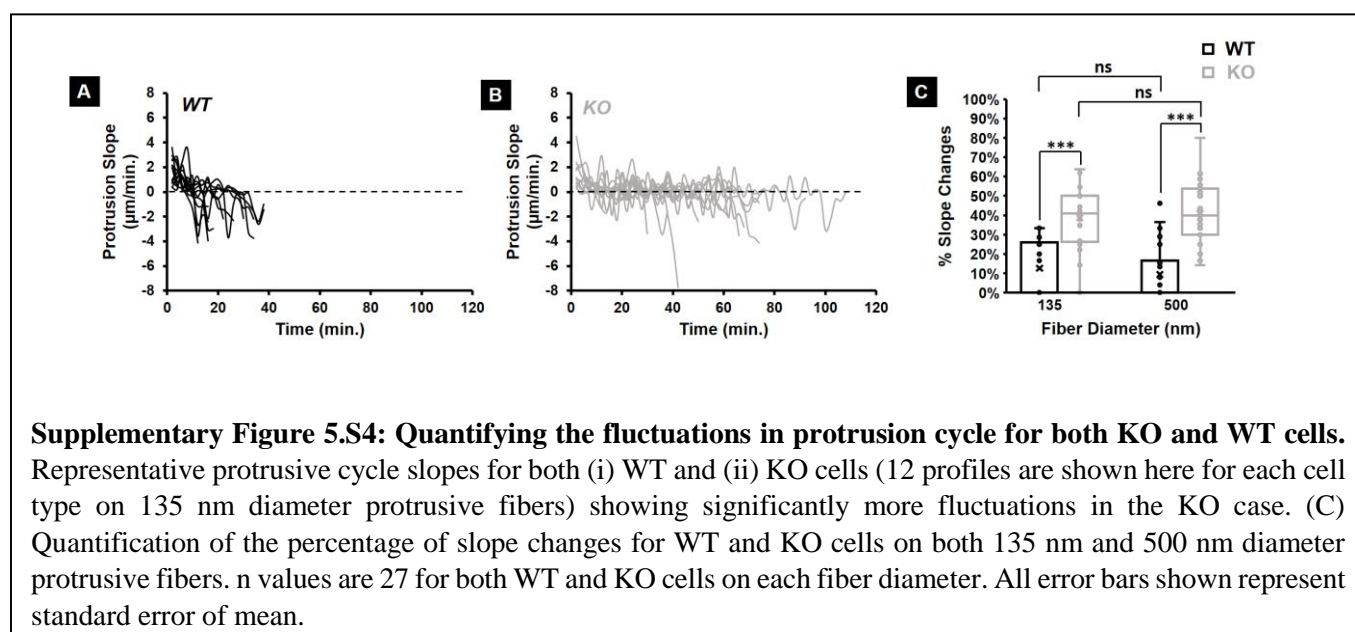 A
WT
Protrusion Slope
(µm/min.)
8
6
4
2
0
-2
-4
-6
-8
0 20 40 60 80 100 120
Time (min.)
B
KO
Protrusion Slope
(µm/min.)
8
6
4
2
0
-2
-4
-6
-8
0 20 40 60 80 100 120
Time (min.)
C
WT
KO
ns
ns
***
***
% Slope Changes
100%
90%
80%
70%
60%
50%
40%
30%
20%
10%
0%
135 500
Fiber Diameter (nm)
Supplementary Figure 5.S4: Quantifying the fluctuations in protrusion cycle for both KO and WT cells.
Representative protrusive cycle slopes for both (i) WT and (ii) KO cells (12 profiles are shown here for each cell
type on 135 nm diameter protrusive fibers) showing significantly more fluctuations in the KO case. (C)
Quantification of the percentage of slope changes for WT and KO cells on both 135 nm and 500 nm diameter
protrusive fibers. n values are 27 for both WT and KO cells on each fiber diameter. All error bars shown represent
standard error of mean.